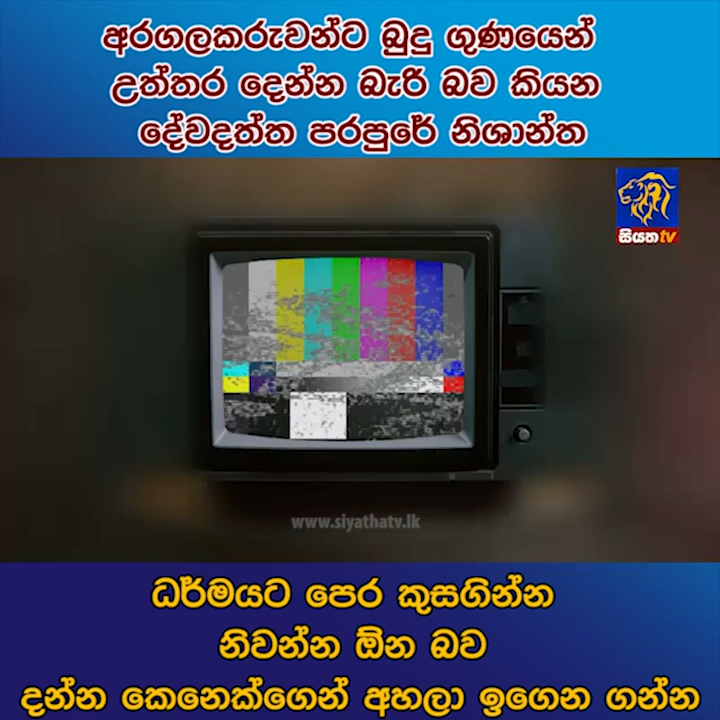 අරගලකරුවන්ට බුදු ගුණයෙන්
උත්තර දෙන්න බැරි බව කියන
දේවදත්ත පරපුරේ නිශාන්ත
සියත tv
www.siyathatv.lk
ධර්මයට පෙර කුසගින්න
නිවන්න ඕන බව
දන්න කෙනෙක්ගෙන් අහලා ඉගෙන ගන්න